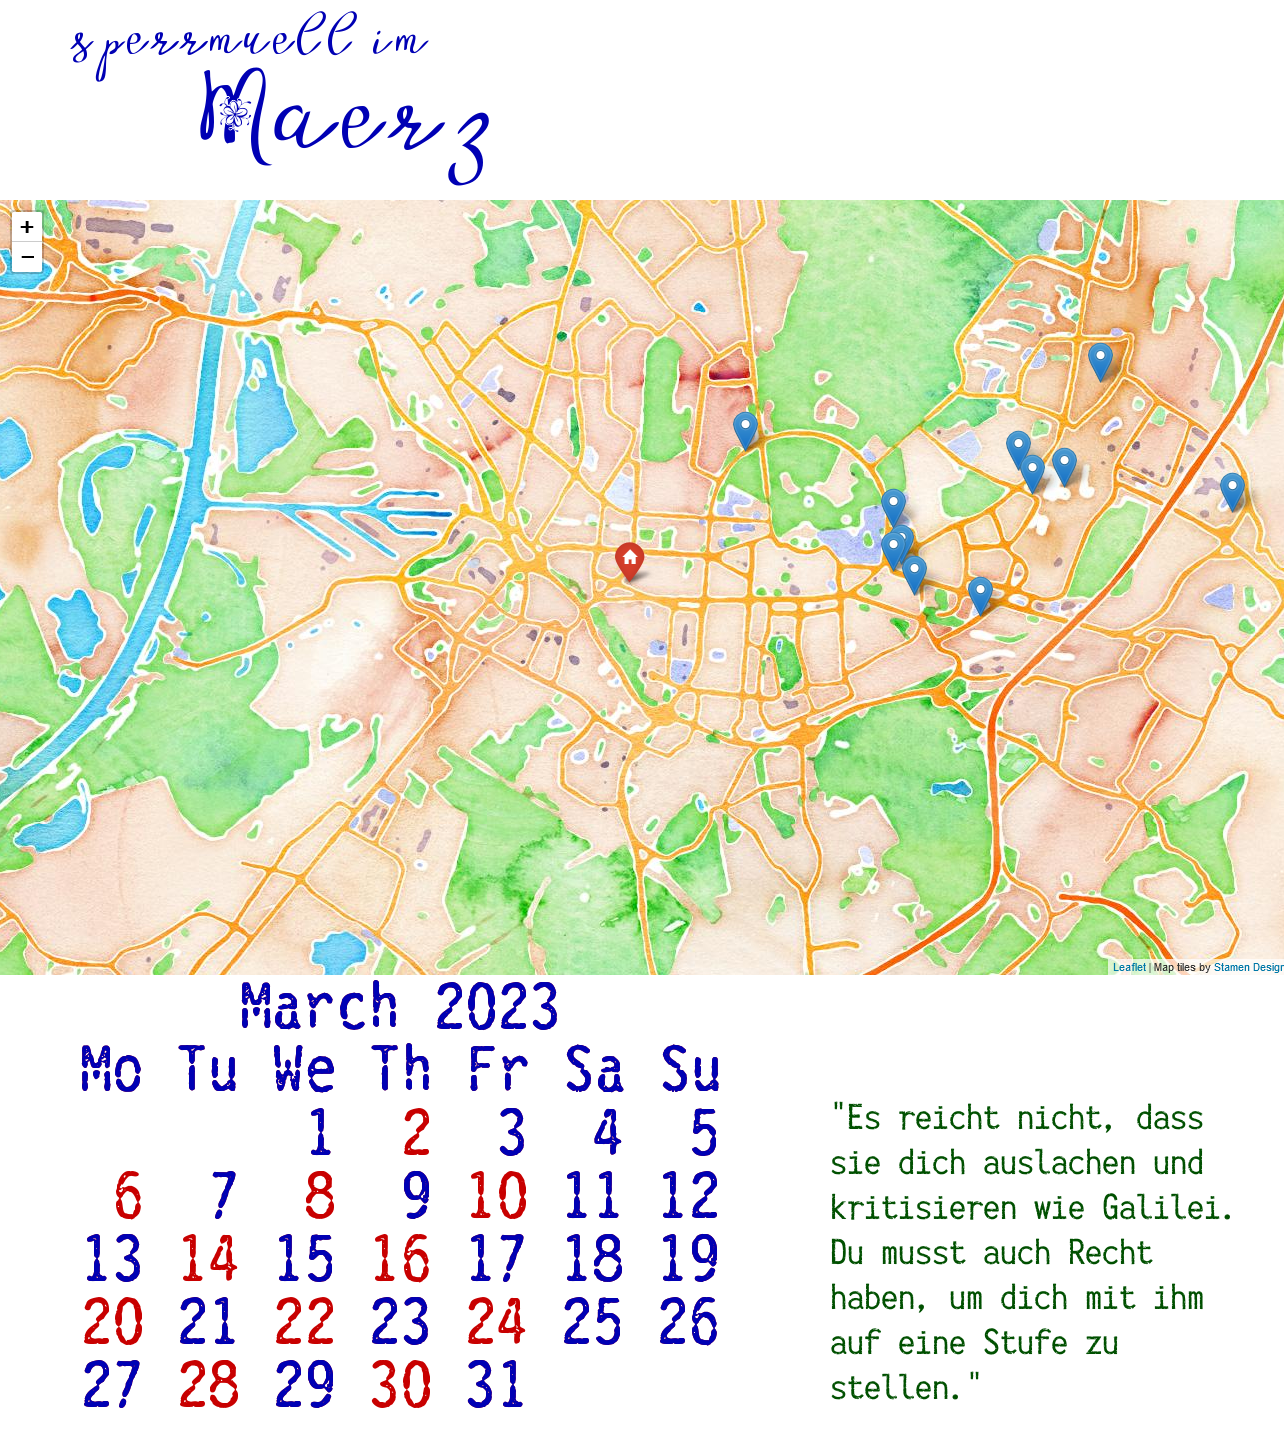 sperrmuell im
Maerz
+
−
Leaflet | Map tiles by Stamen Design
March 2023
Mo Tu We Th Fr Sa Su
1 2 3 4 5
6 7 8 9 10 11 12
13 14 15 16 17 18 19
20 21 22 23 24 25 26
27 28 29 30 31
"Es reicht nicht, dass
sie dich auslachen und
kritisieren wie Galilei.
Du musst auch Recht
haben, um dich mit ihm
auf eine Stufe zu
stellen."